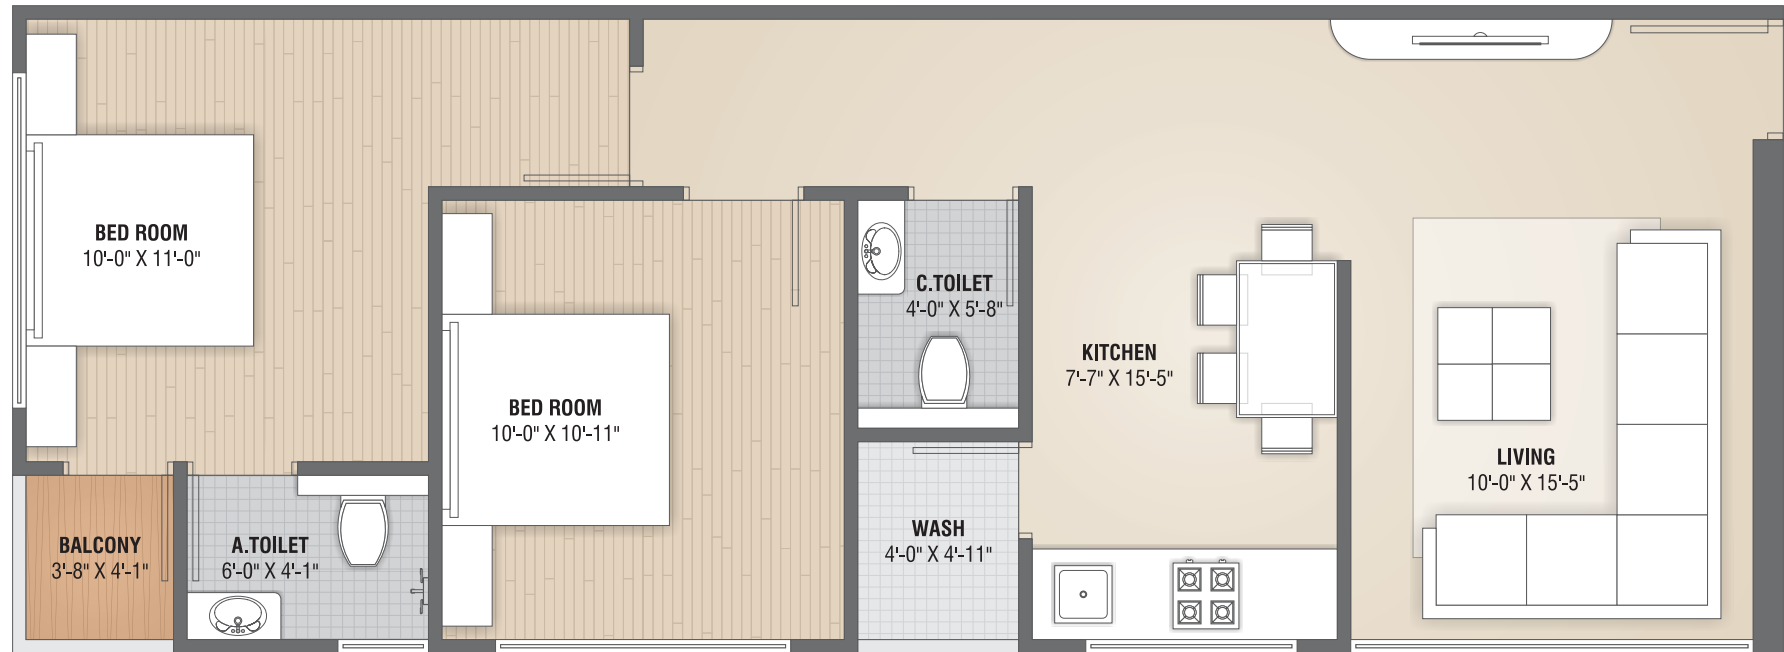 BED ROOM
10'-0" X 11'-0"
BED ROOM
10'-0" X 10'-11"
C.TOILET
4'-0" X 5'-8"
KITCHEN
7'-7" X 15'-5"
LIVING
10'-0" X 15'-5"
BALCONY
3'-8" X 4'-1"
A.TOILET
6'-0" X 4'-1"
WASH
4'-0" X 4'-11"